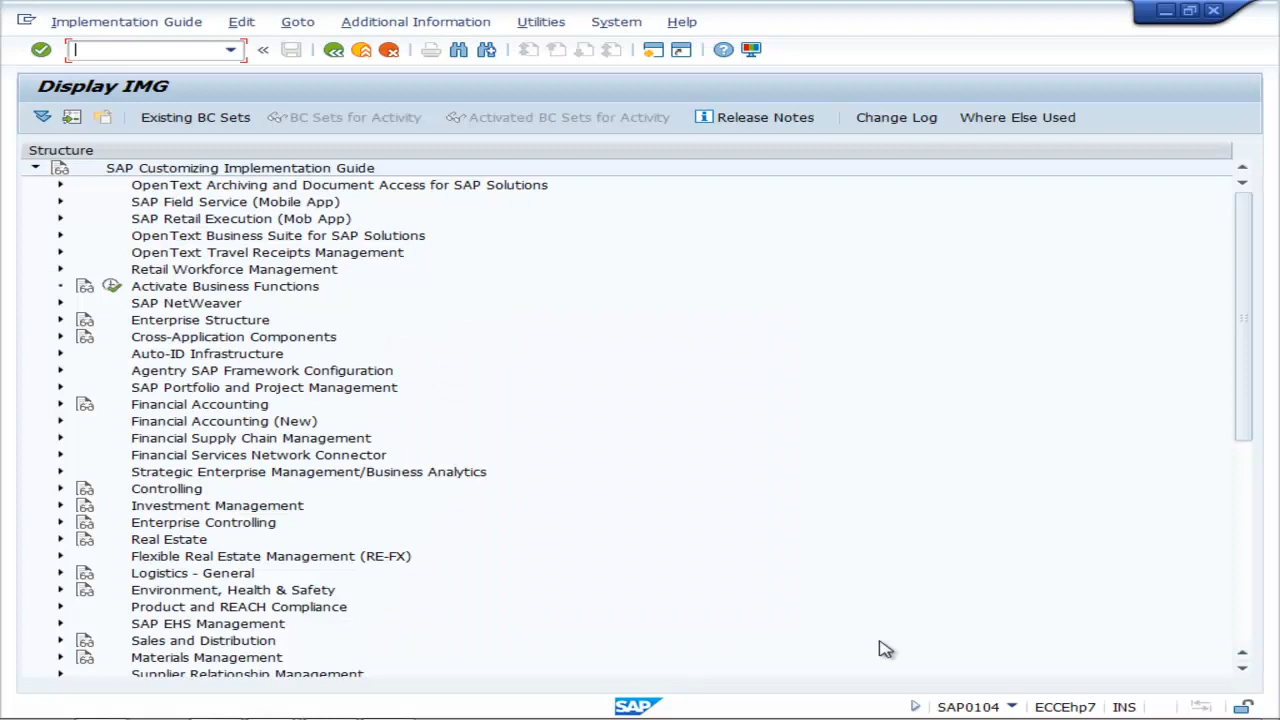 Implementation Guide Edit Goto Additional Information Utilities System Help
Display IMG
Existing BC Sets BC Sets for Activity Activated BC Sets for Activity Release Notes Change Log Where Else Used
Structure
SAP Customizing Implementation Guide
OpenText Archiving and Document Access for SAP Solutions
SAP Field Service (Mobile App)
SAP Retail Execution (Mob App)
OpenText Business Suite for SAP Solutions
OpenText Travel Receipts Management
Retail Workforce Management
Activate Business Functions
SAP NetWeaver
Enterprise Structure
Cross-Application Components
Auto-ID Infrastructure
Agentry SAP Framework Configuration
SAP Portfolio and Project Management
Financial Accounting
Financial Accounting (New)
Financial Supply Chain Management
Financial Services Network Connector
Strategic Enterprise Management/Business Analytics
Controlling
Investment Management
Enterprise Controlling
Real Estate
Flexible Real Estate Management (RE-FX)
Logistics - General
Environment, Health & Safety
Product and REACH Compliance
SAP EHS Management
Sales and Distribution
Materials Management
Supplier Relationship Management
SAP SAP0104 ECCEhp7 INS